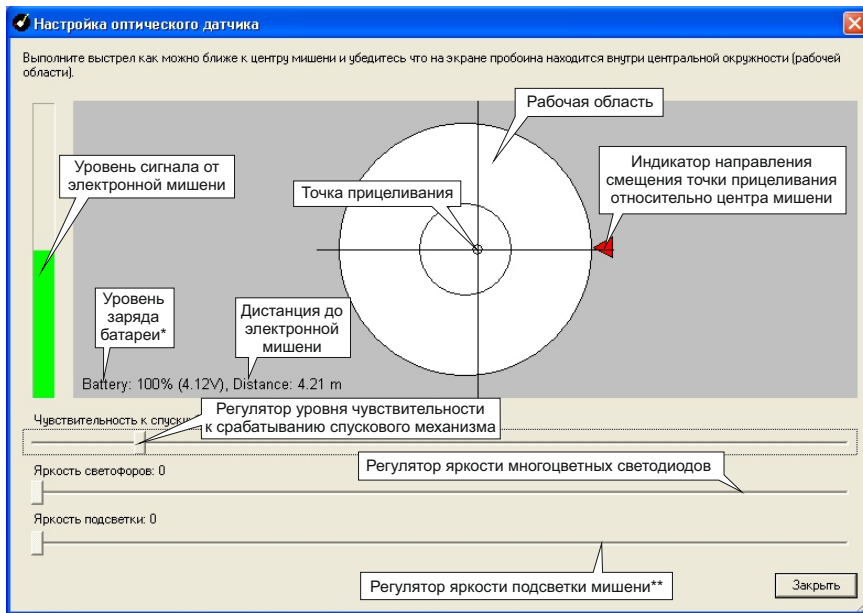 Настройка оптического датчика
Выполните выстрел как можно ближе к центру мишени и убедитесь что на экране пробоина находится внутри центральной окружности (рабочей
области).
Рабочая область
Уровень сигнала от
электронной мишени
Точка прицеливания
Индикатор направления
смещения точки прицеливания
относительно центра мишени
Уровень
заряда
батареи*
Дистанция до
электронной
мишени
Battery: 100% (4.12V), Distance: 4.21 m
Чувствительность к
Регулятор уровня чувствительности
к срабатыванию спускового механизма
Яркость светофоров: 0
Регулятор яркости многоцветных светодиодов
Яркость подсветки: 0
Регулятор яркости подсветки мишени**
Закрыть